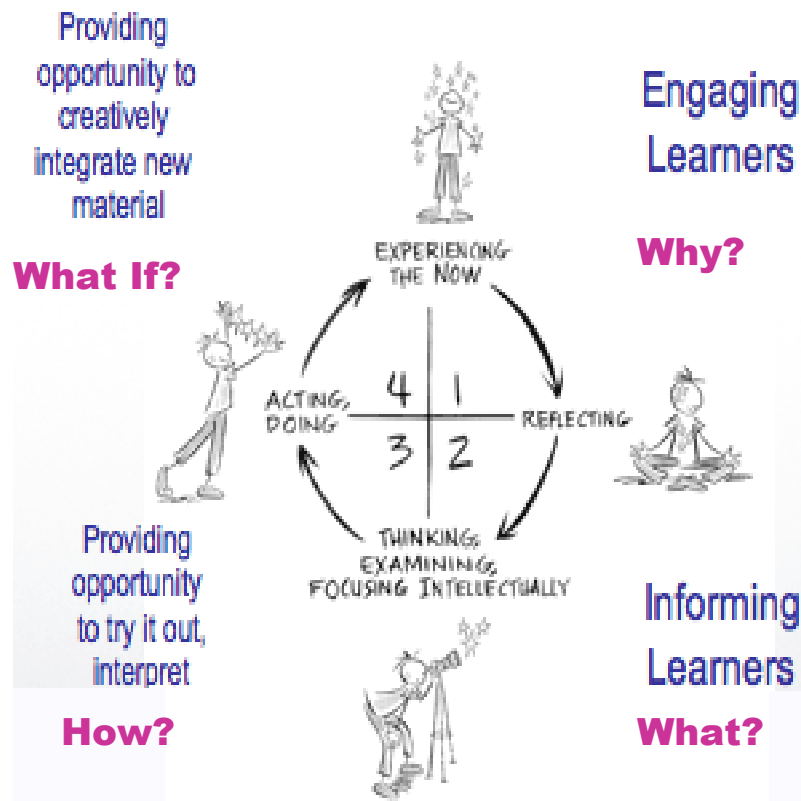 Providing
opportunity to
creatively
integrate new
material
What If?
Engaging
Learners
Why?
EXPERIENCING
THE NOW
4 1
ACTING,
DOING
REFLECTING
3 2
THINKING,
EXAMINING,
FOCUSING INTELLECTUALLY
Providing
opportunity
to try it out,
interpret
How?
Informing
Learners
What?